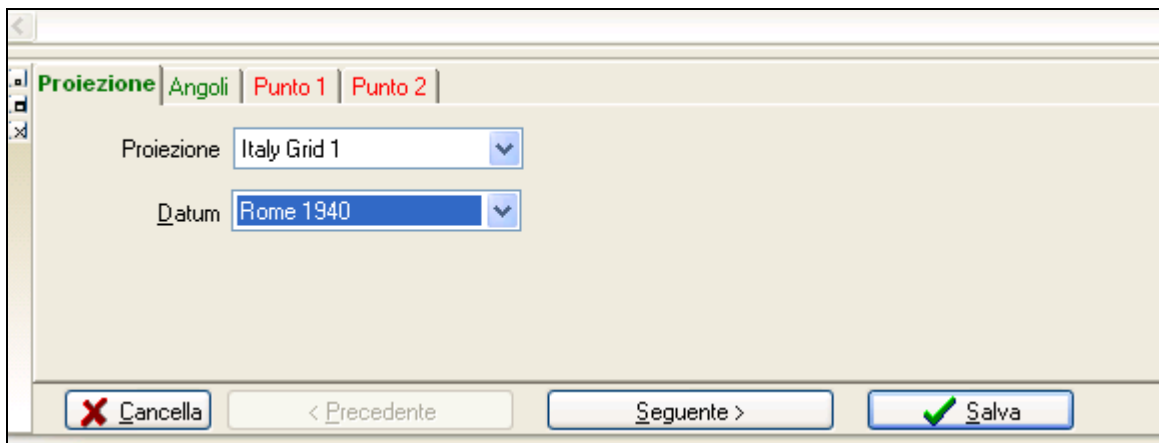 Proiezione Angoli Punto 1 Punto 2
Proiezione Italy Grid 1
Datum Rome 1940
Cancella < Precedente Seguente > Salva